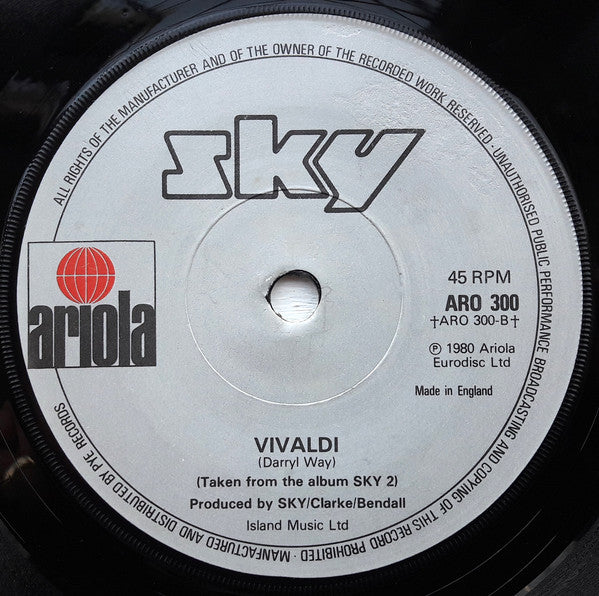 ALL RIGHTS OF THE MANUFACTURER AND OF THE OWNER OF THE RECORDED WORK RESERVED · UNAUTHORISED PUBLIC PERFORMANCE BROADCASTING AND COPYING OF THIS RECORD PROHIBITED · MANFACTURED AND DISTRIBUTED BY PYE RECORDS
sky
ariola
45 RPM
ARO 300
†ARO 300-B†
℗ 1980 Ariola
Eurodisc Ltd
Made in England
VIVALDI
(Darryl Way)
(Taken from the album SKY 2)
Produced by SKY/Clarke/Bendall
Island Music Ltd